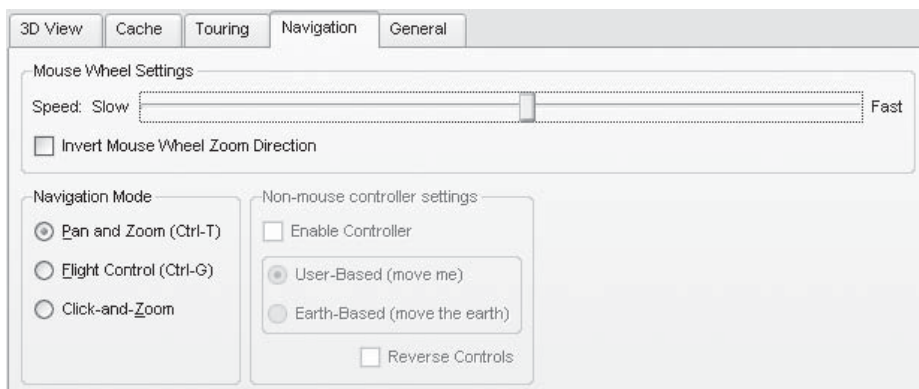 3D View Cache Touring Navigation General
Mouse Wheel Settings
Speed: Slow Fast
Invert Mouse Wheel Zoom Direction
Navigation Mode
Pan and Zoom (Ctrl-T)
Flight Control (Ctrl-G)
Click-and-Zoom
Non-mouse controller settings
Enable Controller
User-Based (move me)
Earth-Based (move the earth)
Reverse Controls